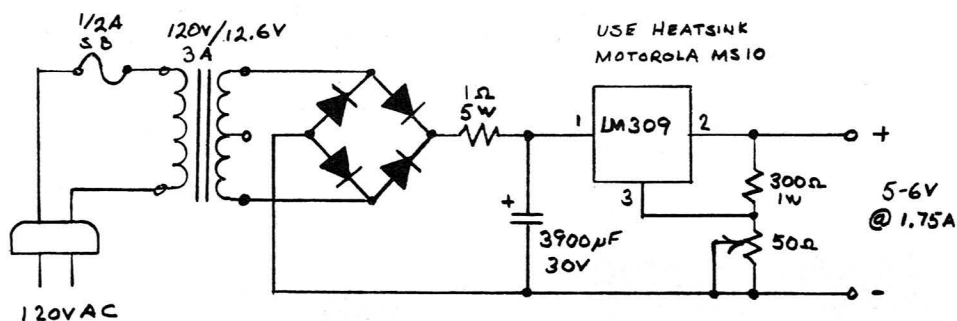 1/2A
SB
120V/12.6V
3A
USE HEATSINK
MOTOROLA MS10
1Ω
5W
1
LM309
2
+
3
300Ω
1W
5-6V
@ 1.75A
+
3900µF
30V
50Ω
-
120VAC